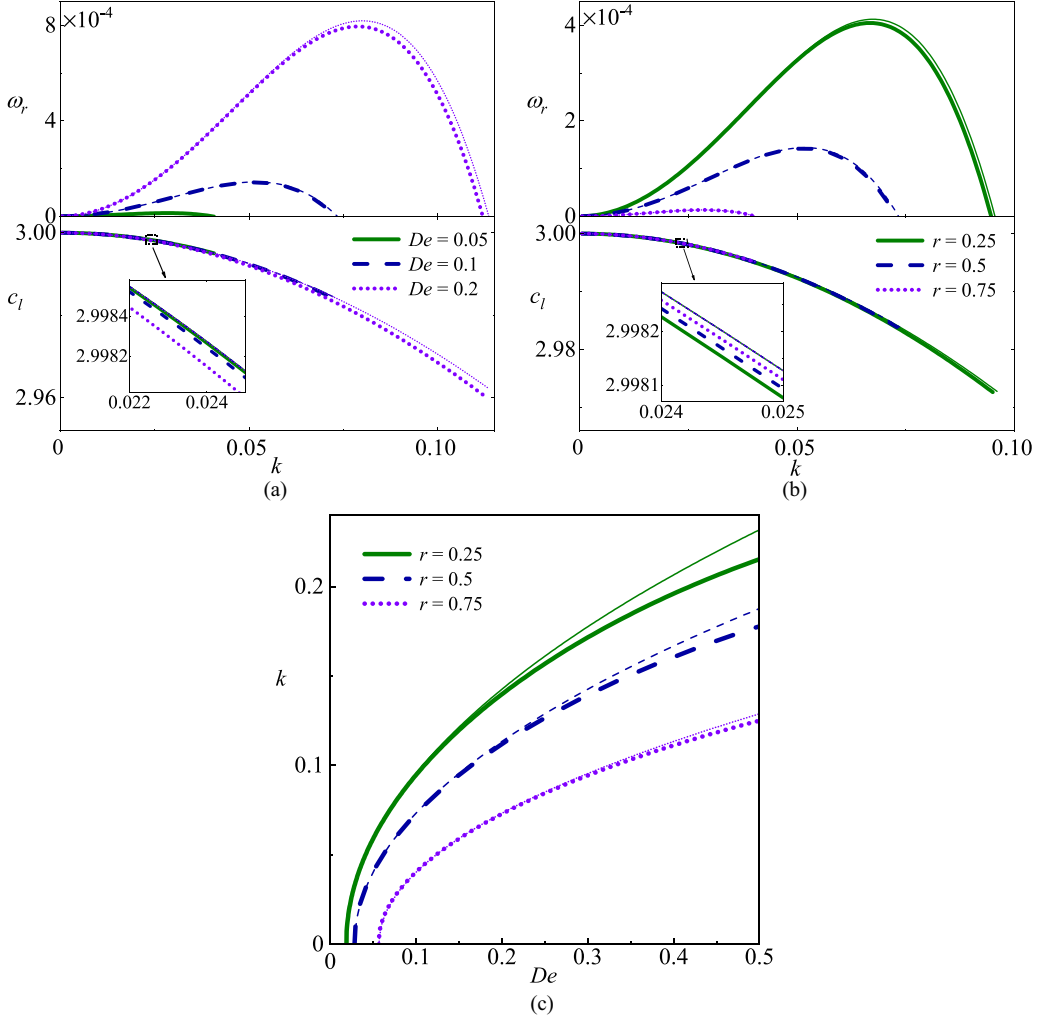 8 ×10⁻⁴
ωr
4
0
3.00
De = 0.05
De = 0.1
De = 0.2
cl
2.9984
2.9982
0.022 0.024
2.96
0 0.05 0.10
k
(a)
4 ×10⁻⁴
ωr
2
0
3.00
r = 0.25
r = 0.5
r = 0.75
cl
2.9982
2.9981
0.024 0.025
2.98
0 0.05 0.10
k
(b)
r = 0.25
r = 0.5
r = 0.75
0.2
k
0.1
0
0 0.1 0.2 0.3 0.4 0.5
De
(c)